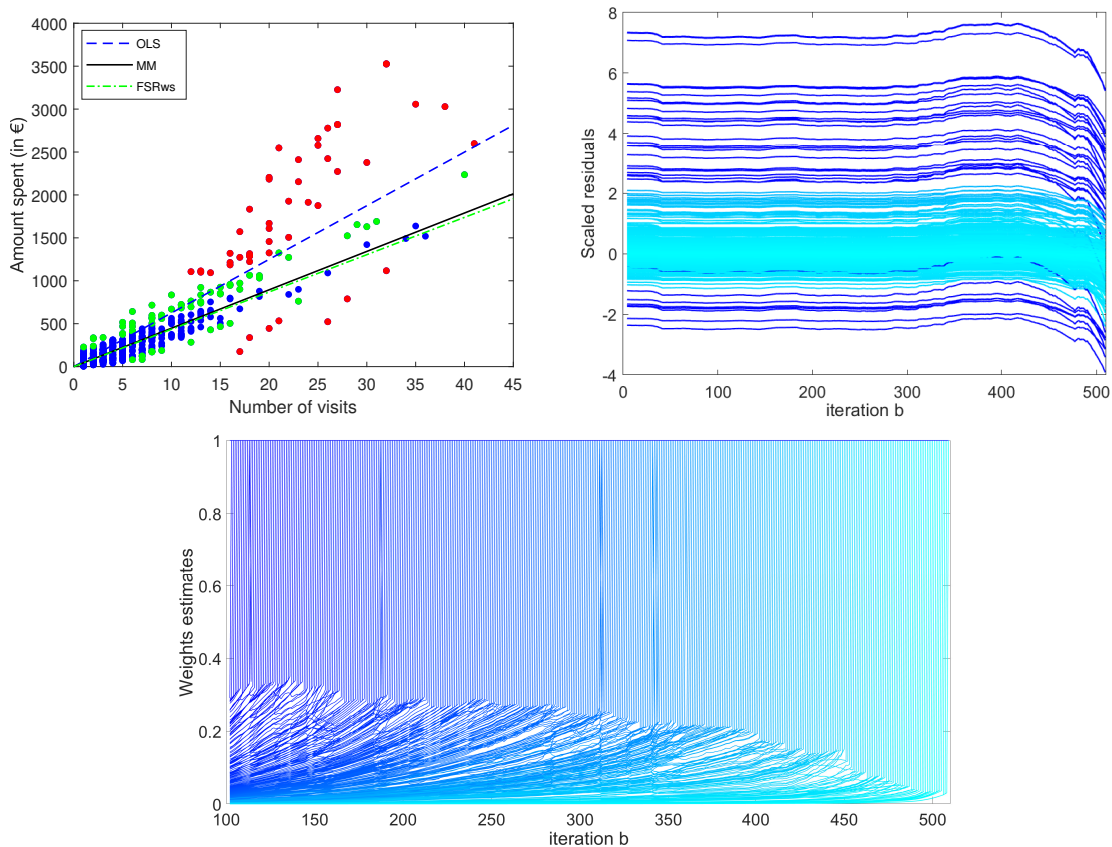 4000
3500
3000
2500
2000
1500
1000
500
0
Amount spent (in €)
OLS
MM
FSRws
0 5 10 15 20 25 30 35 40 45
Number of visits
8
6
4
2
0
-2
-4
Scaled residuals
0 100 200 300 400 500
iteration b
1
0.8
0.6
0.4
0.2
0
Weights estimates
100 150 200 250 300 350 400 450 500
iteration b